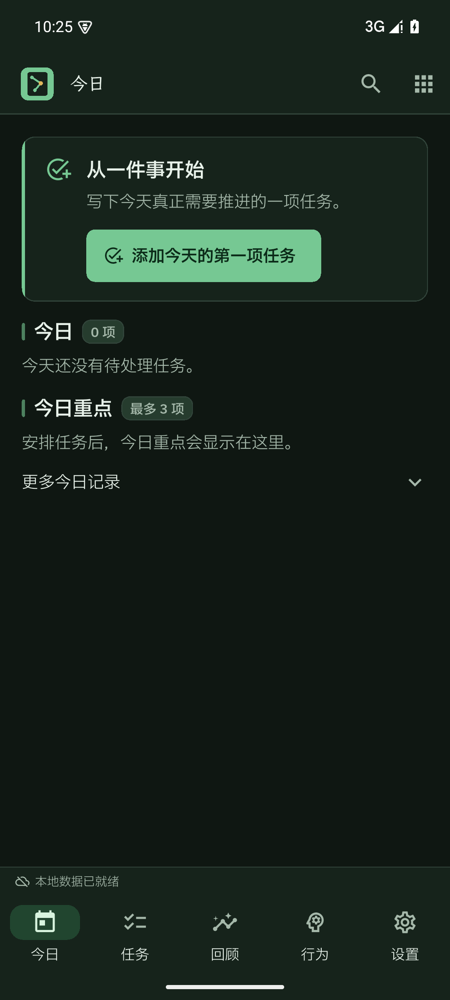 10:25
3G
今日
从一件事开始
写下今天真正需要推进的一项任务。
添加今天的第一项任务
今日 0 项
今天还没有待处理任务。
今日重点 最多 3 项
安排任务后，今日重点会显示在这里。
更多今日记录
本地数据已就绪
今日 任务 回顾 行为 设置